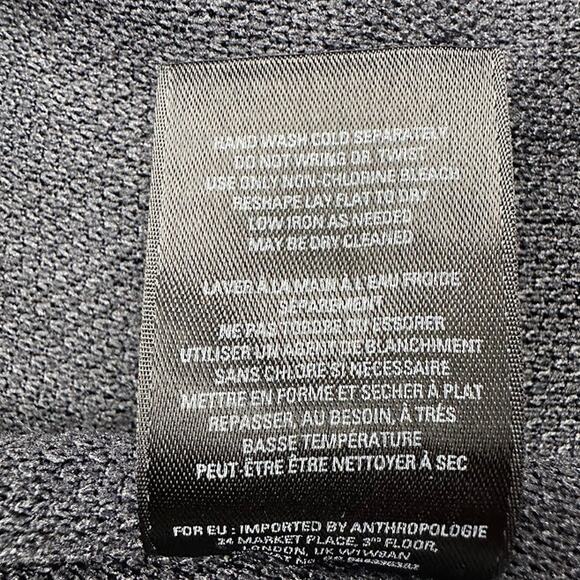 HAND WASH COLD SEPARATELY
DO NOT WRING OR TWIST
USE ONLY NON-CHLORINE BLEACH
RESHAPE LAY FLAT TO DRY
LOW IRON AS NEEDED
MAY BE DRY CLEANED
LAVER À LA MAIN À L'EAU FROIDE
SÉPARÉMENT
NE PAS TORDRE OU ESSORER
UTILISER UN AGENT DE BLANCHIMENT
SANS CHLORE SI NÉCESSAIRE
METTRE EN FORME ET SÉCHER À PLAT
REPASSER, AU BESOIN, À TRÈS
BASSE TEMPÉRATURE
PEUT-ÊTRE ÊTRE NETTOYER À SEC
FOR EU : IMPORTED BY ANTHROPOLOGIE
24 MARKET PLACE, 3RD FLOOR,
LONDON, UK W1W8AN